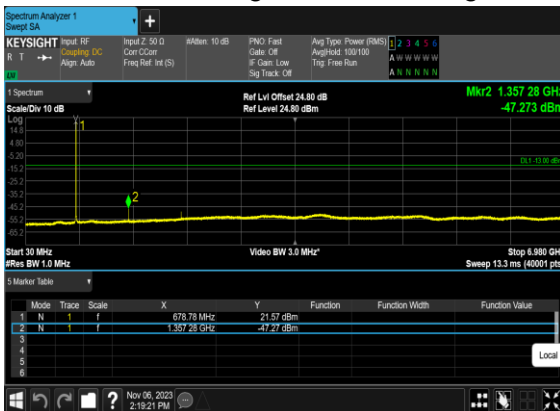 Spectrum Analyzer 1
Swept SA
+
KEYSIGHT Input: RF Input Z: 50 Ω #Atten: 10 dB PNO: Fast Avg Type: Power (RMS) 1 2 3 4 5 6
R T Coupling: DC Corr CCorr Gate: Off Avg|Hold: 100/100 A W W W W W
Align: Auto Freq Ref: Int (S) IF Gain: Low Trig: Free Run
Sig Track: Off A N N N N N
1 Spectrum Ref Lvl Offset 24.80 dB Mkr2 1.357 28 GHz
Scale/Div 10 dB Ref Level 24.80 dBm -47.273 dBm
Log
14.8 1
4.80
-5.20
DL1 -13.00 dBm
-15.2
-25.2
-35.2
-45.2 2
-55.2
-65.2
Start 30 MHz Video BW 3.0 MHz* Stop 6.980 GHz
#Res BW 1.0 MHz Sweep 13.3 ms (40001 pts)
5 Marker Table
Mode Trace Scale X Y Function Function Width Function Value
1 N 1 f 678.78 MHz 21.57 dBm
2 N 1 f 1.357 28 GHz -47.27 dBm
3
4
5
6
Local
? Nov 06, 2023
2:19:21 PM